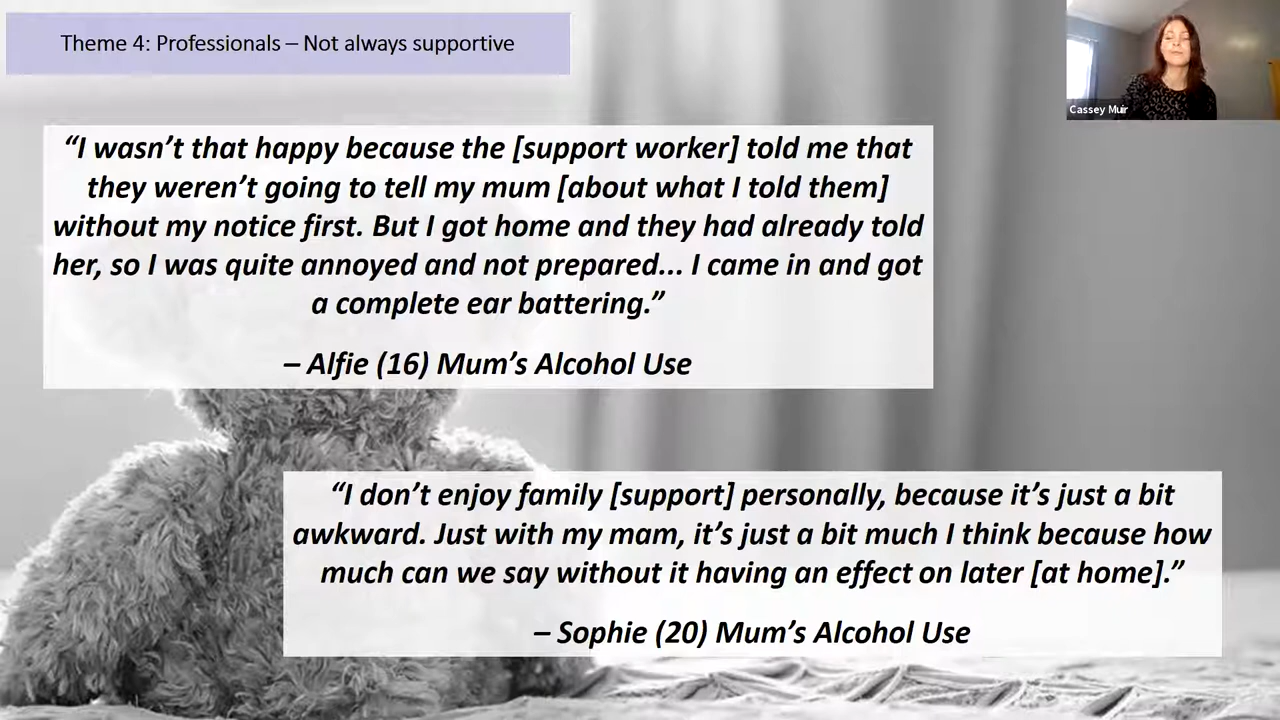 Theme 4: Professionals – Not always supportive
Cassey Muir
“I wasn’t that happy because the [support worker] told me that
they weren’t going to tell my mum [about what I told them]
without my notice first. But I got home and they had already told
her, so I was quite annoyed and not prepared... I came in and got
a complete ear battering.”
– Alfie (16) Mum’s Alcohol Use
“I don’t enjoy family [support] personally, because it’s just a bit
awkward. Just with my mam, it’s just a bit much I think because how
much can we say without it having an effect on later [at home].”
– Sophie (20) Mum’s Alcohol Use